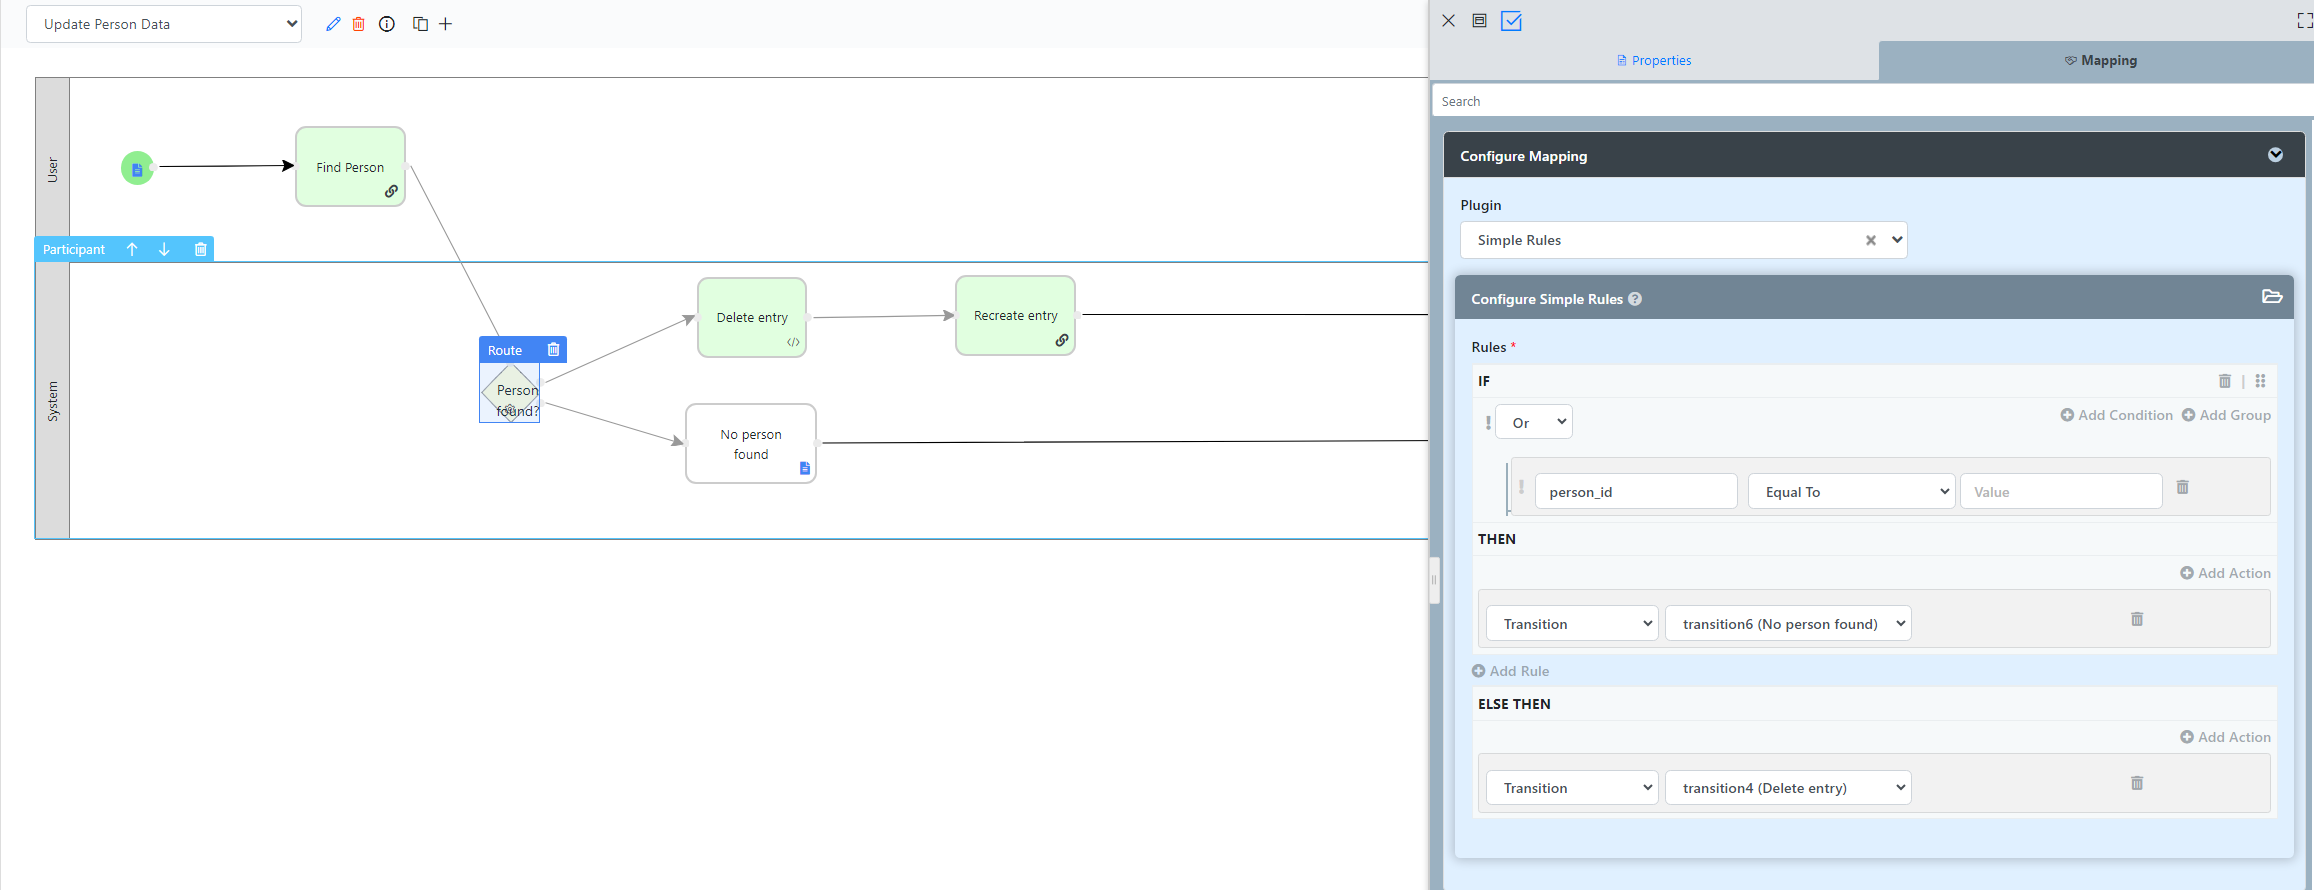 Update Person Data
User
Find Person
Participant
System
Delete entry
Recreate entry
Route
Person
found?
No person
found
Properties
Mapping
Search
Configure Mapping
Plugin
Simple Rules
Configure Simple Rules
Rules *
IF
Or
Add Condition
Add Group
person_id
Equal To
Value
THEN
Add Action
Transition
transition6 (No person found)
Add Rule
ELSE THEN
Add Action
Transition
transition4 (Delete entry)